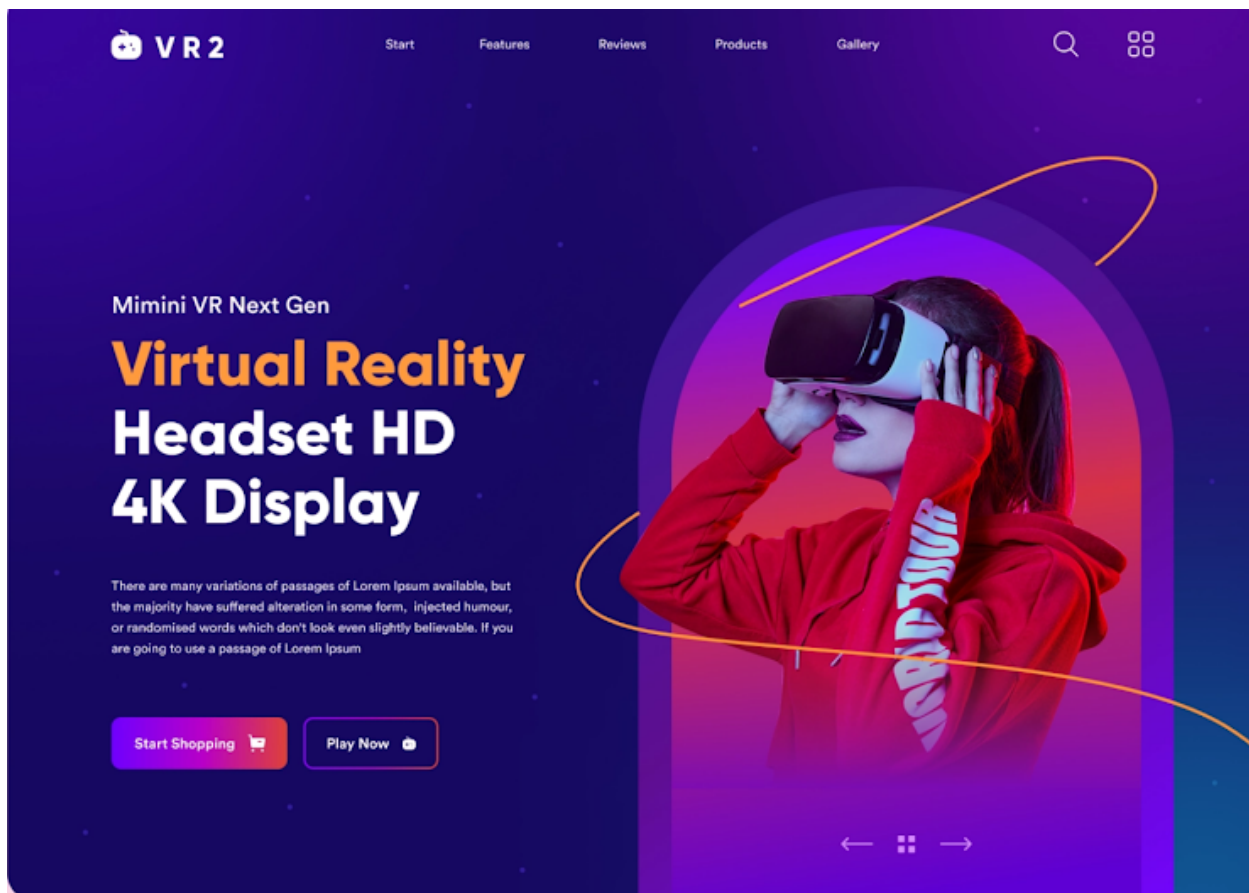 VR2
Start
Features
Reviews
Products
Gallery
Mimini VR Next Gen
Virtual Reality
Headset HD
4K Display
There are many variations of passages of Lorem Ipsum available, but
the majority have suffered alteration in some form, injected humour,
or randomised words which don't look even slightly believable. If you
are going to use a passage of Lorem Ipsum
Start Shopping
Play Now
WORLD TOUR